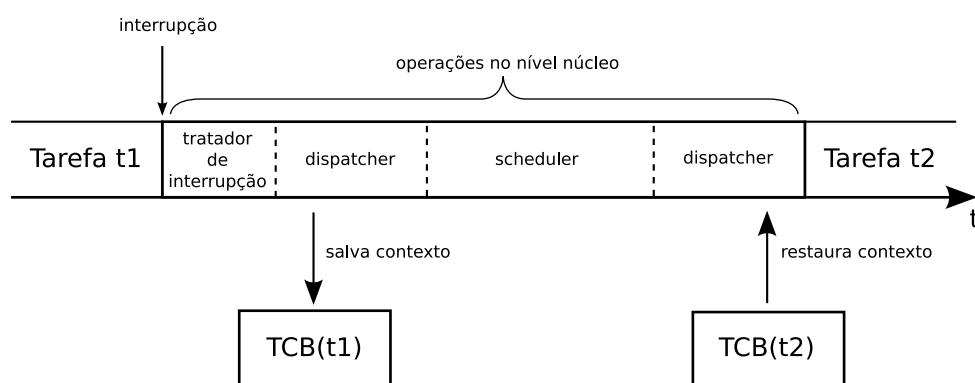 interrupção
operações no nível núcleo
Tarefa t1
tratador
de
interrupção
dispatcher
scheduler
dispatcher
Tarefa t2
t
salva contexto
restaura contexto
TCB(t1)
TCB(t2)